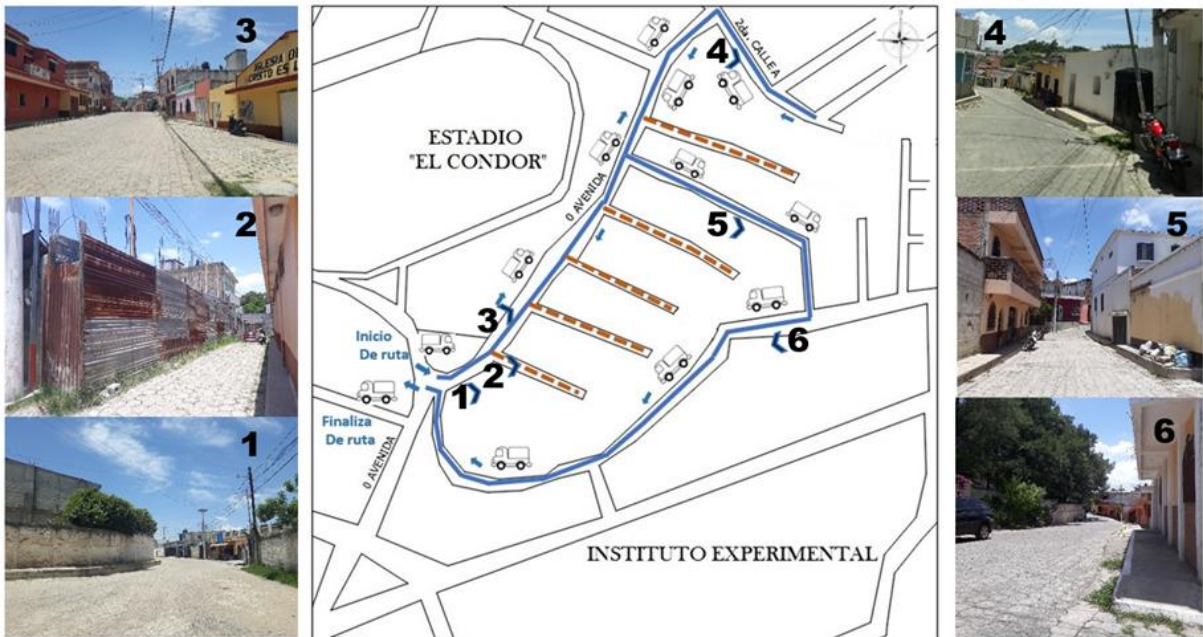 3
IGLESIA DE
CRISTO ES L
2
1
ESTADIO
"EL CONDOR"
0 AVENIDA
2da. CALLE A
4
5
3
Inicio
De ruta
1
2
6
Finaliza
De ruta
0 AVENIDA
INSTITUTO EXPERIMENTAL
4
5
6